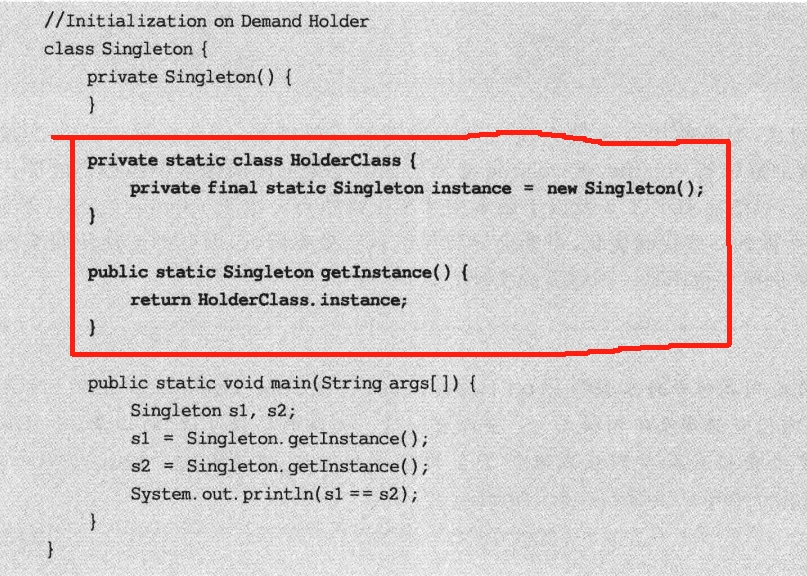 //Initialization on Demand Holder
class Singleton {
    private Singleton() {
    }
    private static class HolderClass {
        private final static Singleton instance = new Singleton();
    }
    public static Singleton getInstance() {
        return HolderClass.instance;
    }
    public static void main(String args[]) {
        Singleton s1, s2;
        s1 = Singleton.getInstance();
        s2 = Singleton.getInstance();
        System.out.println(s1 == s2);
    }
}